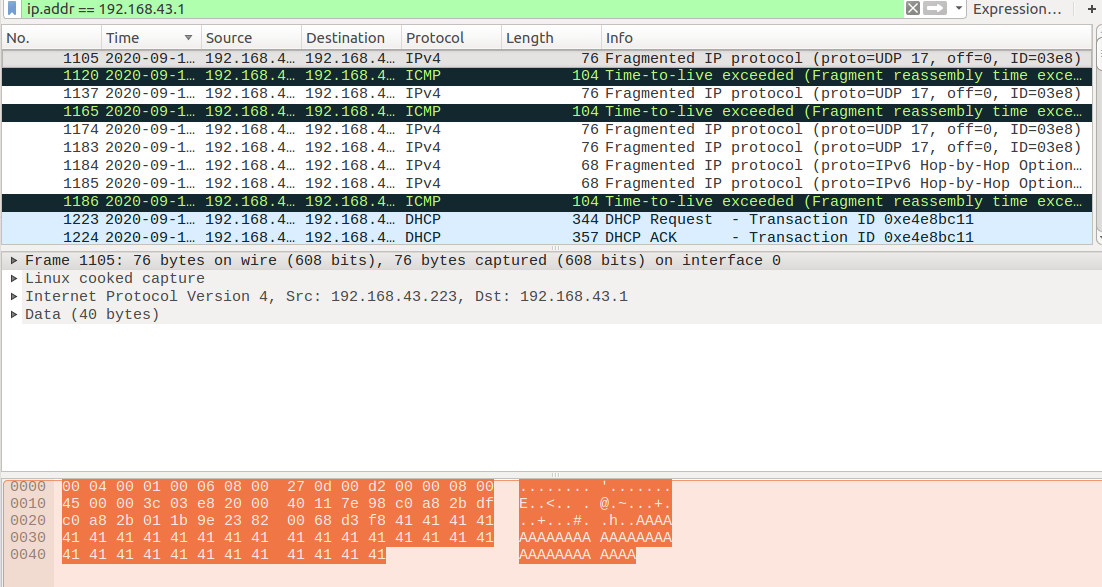 ip.addr == 192.168.43.1 Expression… +
No. Time Source Destination Protocol Length Info
1105 2020-09-1… 192.168.4… 192.168.4… IPv4 76 Fragmented IP protocol (proto=UDP 17, off=0, ID=03e8)
1120 2020-09-1… 192.168.4… 192.168.4… ICMP 104 Time-to-live exceeded (Fragment reassembly time exce…
1137 2020-09-1… 192.168.4… 192.168.4… IPv4 76 Fragmented IP protocol (proto=UDP 17, off=0, ID=03e8)
1165 2020-09-1… 192.168.4… 192.168.4… ICMP 104 Time-to-live exceeded (Fragment reassembly time exce…
1174 2020-09-1… 192.168.4… 192.168.4… IPv4 76 Fragmented IP protocol (proto=UDP 17, off=0, ID=03e8)
1183 2020-09-1… 192.168.4… 192.168.4… IPv4 76 Fragmented IP protocol (proto=UDP 17, off=0, ID=03e8)
1184 2020-09-1… 192.168.4… 192.168.4… IPv4 68 Fragmented IP protocol (proto=IPv6 Hop-by-Hop Option…
1185 2020-09-1… 192.168.4… 192.168.4… IPv4 68 Fragmented IP protocol (proto=IPv6 Hop-by-Hop Option…
1186 2020-09-1… 192.168.4… 192.168.4… ICMP 104 Time-to-live exceeded (Fragment reassembly time exce…
1223 2020-09-1… 192.168.4… 192.168.4… DHCP 344 DHCP Request - Transaction ID 0xe4e8bc11
1224 2020-09-1… 192.168.4… 192.168.4… DHCP 357 DHCP ACK - Transaction ID 0xe4e8bc11
Frame 1105: 76 bytes on wire (608 bits), 76 bytes captured (608 bits) on interface 0
Linux cooked capture
Internet Protocol Version 4, Src: 192.168.43.223, Dst: 192.168.43.1
Data (40 bytes)
0000 00 04 00 01 00 06 08 00 27 0d 00 d2 00 00 08 00 ........ '.......
0010 45 00 00 3c 03 e8 20 00 40 11 7e 98 c0 a8 2b df E..<.. . @.~...+.
0020 c0 a8 2b 01 1b 9e 23 82 00 68 d3 f8 41 41 41 41 ..+...#. .h..AAAA
0030 41 41 41 41 41 41 41 41 41 41 41 41 41 41 41 41 AAAAAAAA AAAAAAAA
0040 41 41 41 41 41 41 41 41 41 41 41 41 AAAAAAAA AAAA